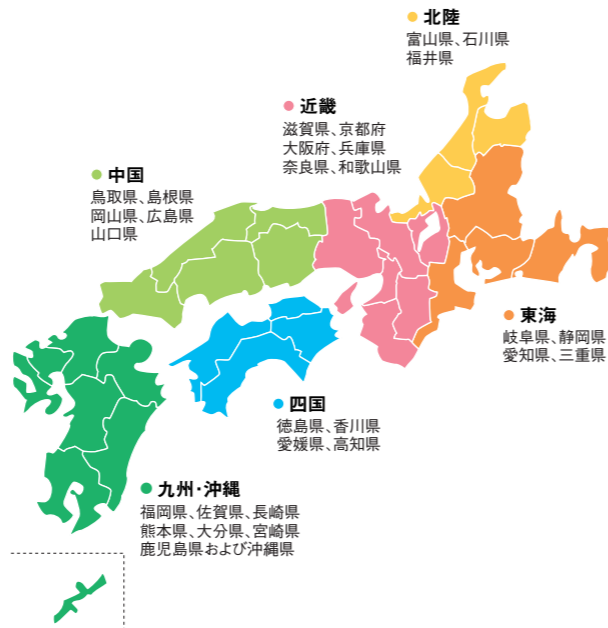 北陸
富山県、石川県
福井県
近畿
滋賀県、京都府
大阪府、兵庫県
奈良県、和歌山県
中国
鳥取県、島根県
岡山県、広島県
山口県
東海
岐阜県、静岡県
愛知県、三重県
四国
徳島県、香川県
愛媛県、高知県
九州・沖縄
福岡県、佐賀県、長崎県
熊本県、大分県、宮崎県
鹿児島県および沖縄県